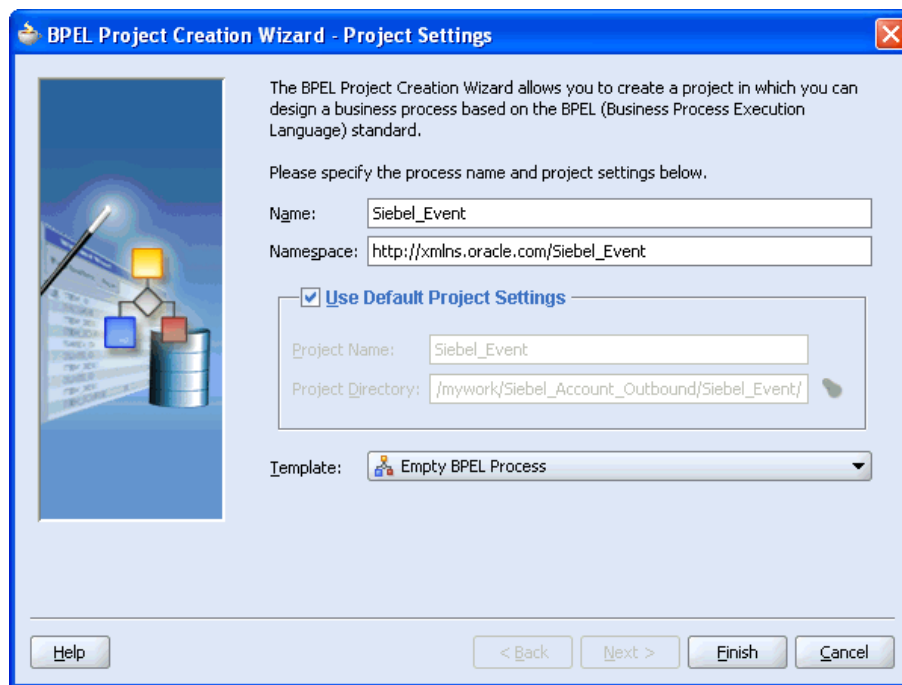 BPEL Project Creation Wizard - Project Settings
The BPEL Project Creation Wizard allows you to create a project in which you can
design a business process based on the BPEL (Business Process Execution
Language) standard.
Please specify the process name and project settings below.
Name: Siebel_Event
Namespace: http://xmlns.oracle.com/Siebel_Event
Use Default Project Settings
Project Name: Siebel_Event
Project Directory: /mywork/Siebel_Account_Outbound/Siebel_Event/
Template: Empty BPEL Process
Help < Back Next > Finish Cancel